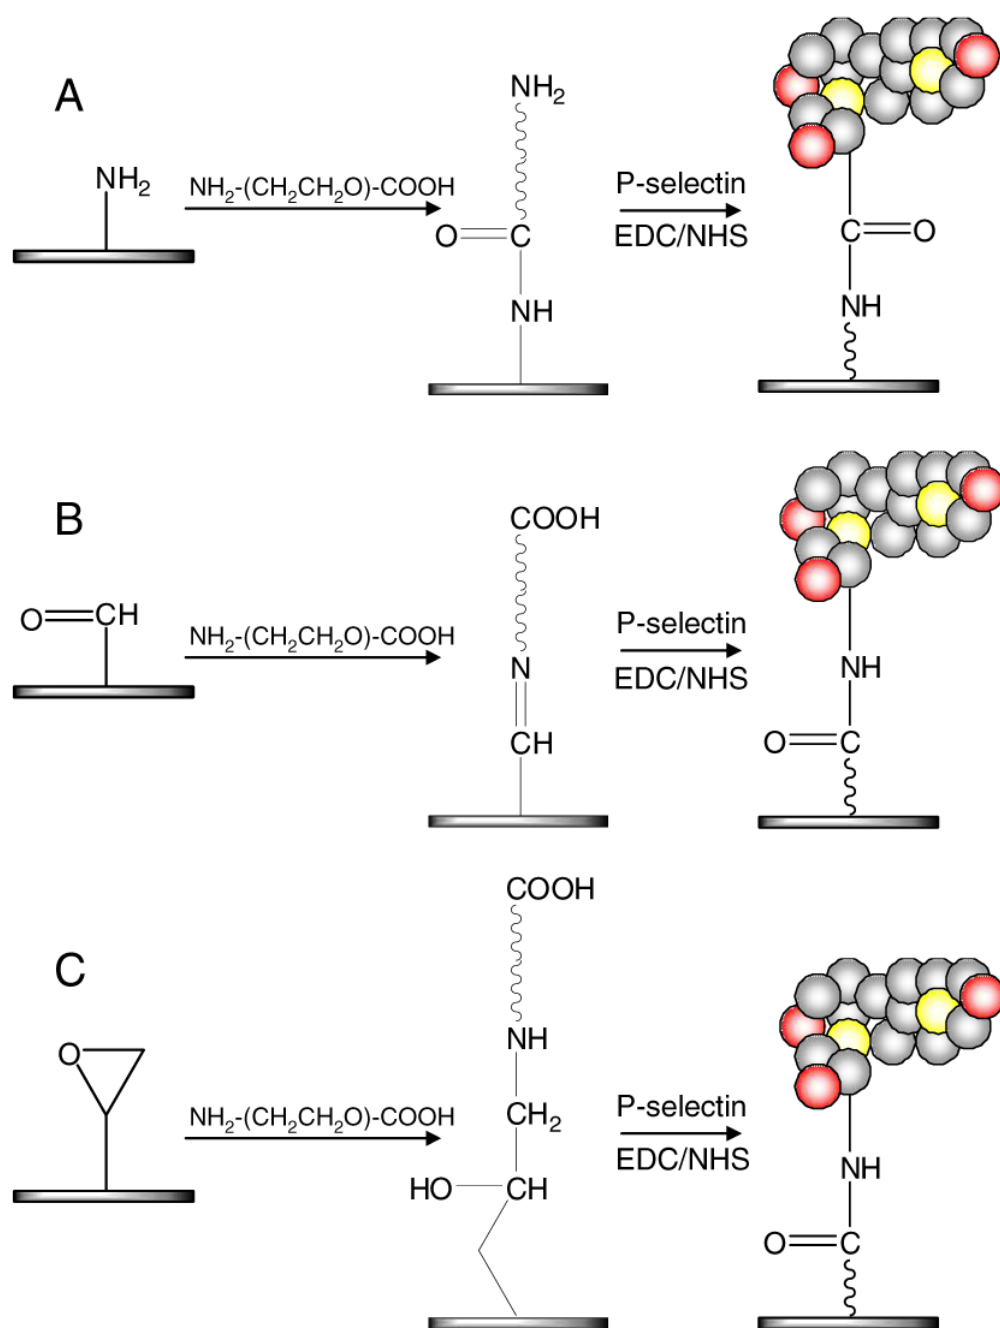 A
NH₂
NH₂-(CH₂CH₂O)-COOH
NH₂
O=C
NH
P-selectin
EDC/NHS
C=O
NH
B
O=CH
NH₂-(CH₂CH₂O)-COOH
COOH
N
CH
P-selectin
EDC/NHS
NH
O=C
C
O
NH₂-(CH₂CH₂O)-COOH
COOH
NH
CH₂
HO-CH
P-selectin
EDC/NHS
NH
O=C